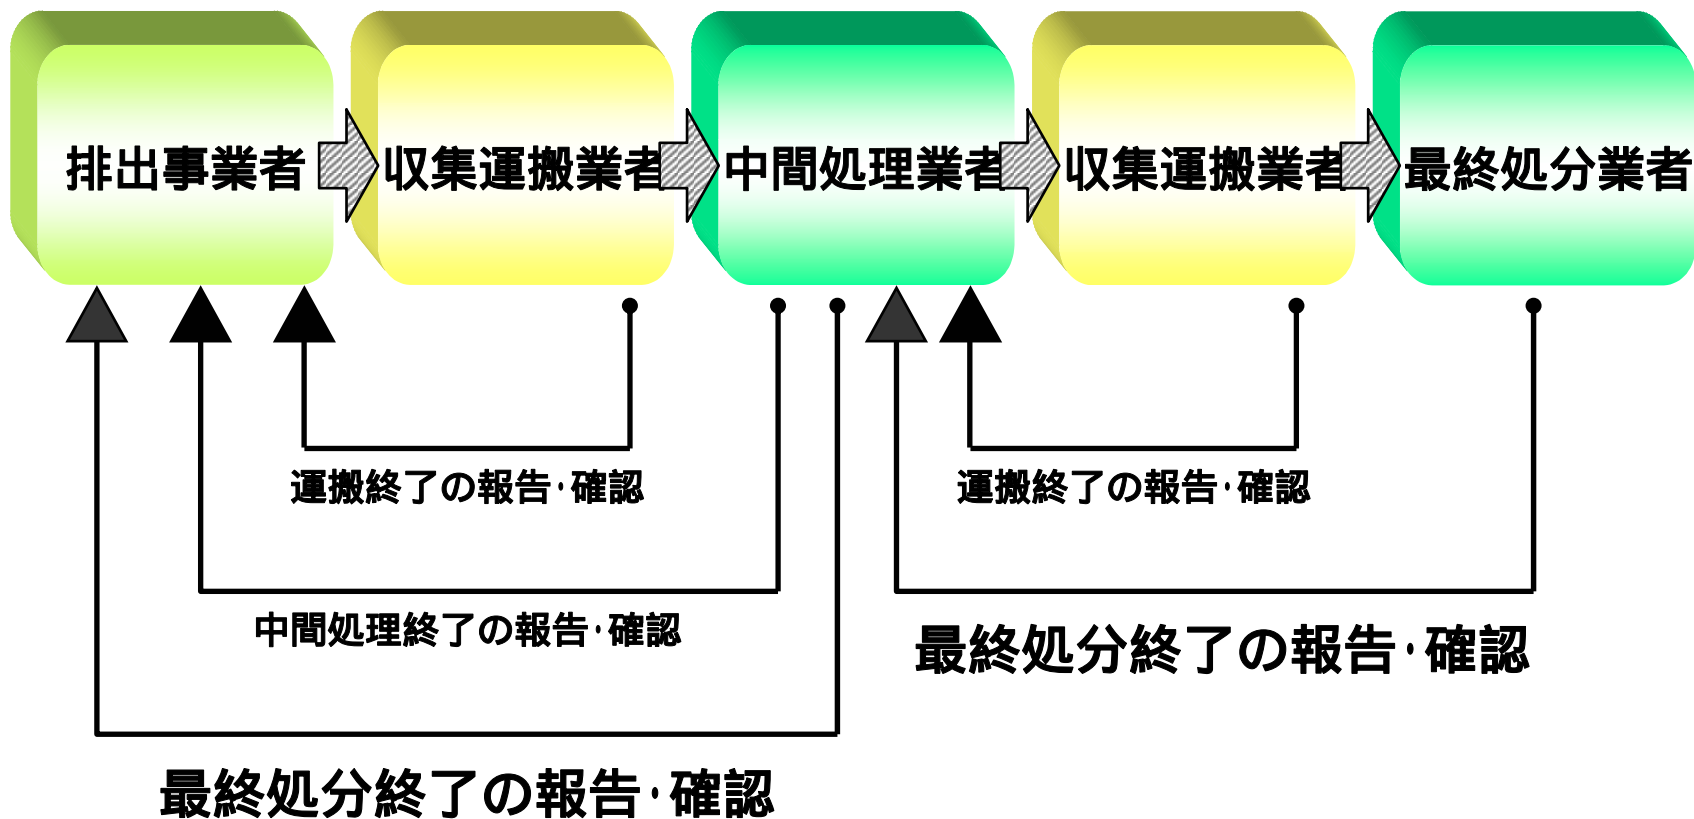 排出事業者
収集運搬業者
中間処理業者
収集運搬業者
最終処分業者
運搬終了の報告·確認
運搬終了の報告·確認
中間処理終了の報告·確認
最終処分終了の報告·確認
最終処分終了の報告·確認